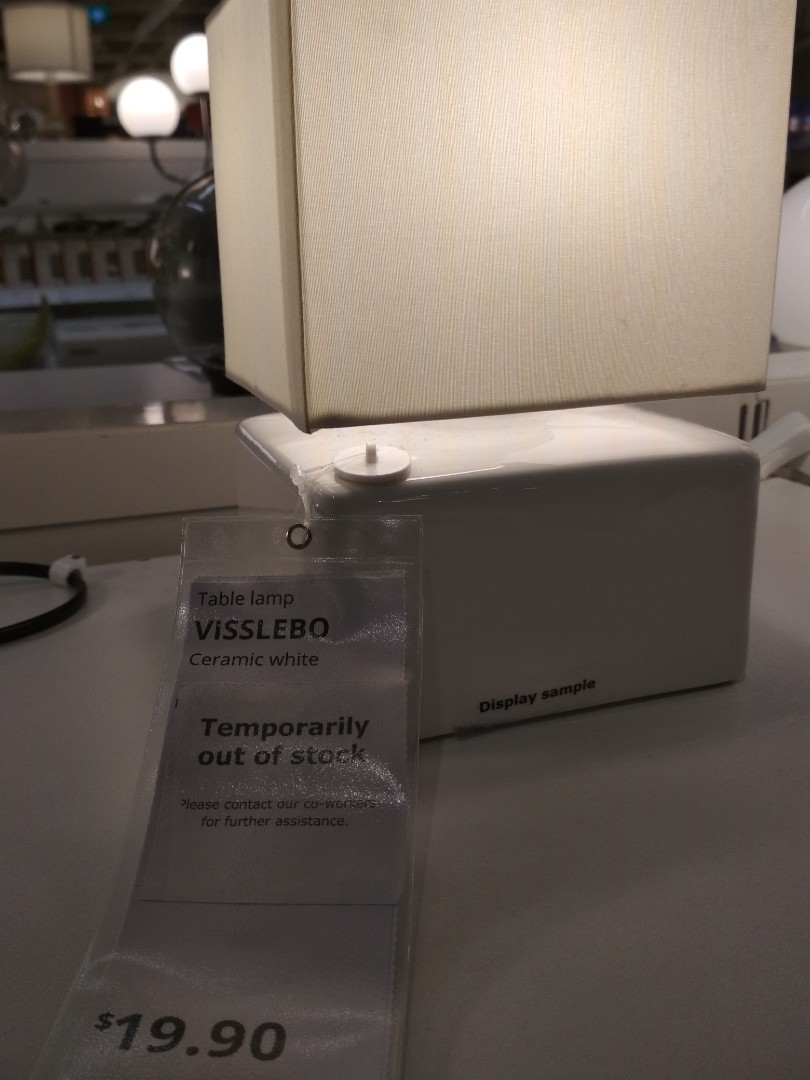 Table lamp
ViSSLEBO
Ceramic white
Temporarily
out of stock
Please contact our co-workers
for further assistance.
$19.90
Display sample